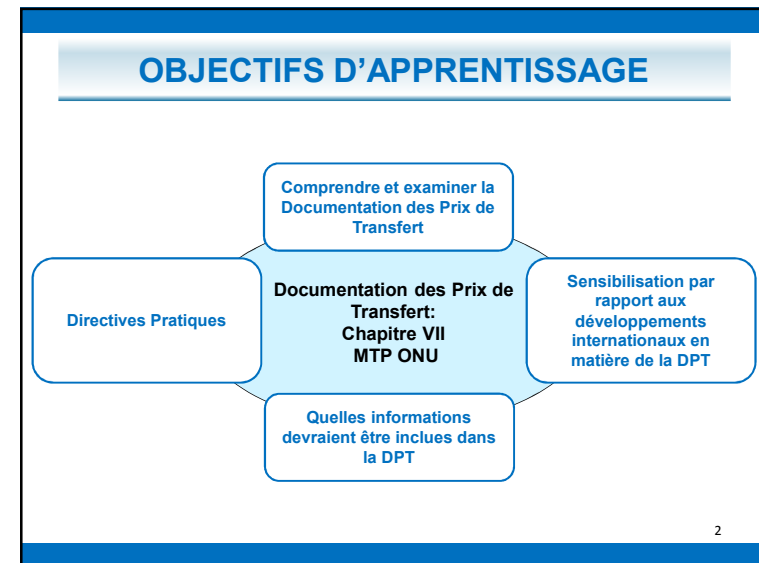 OBJECTIFS D'APPRENTISSAGE
Comprendre et examiner la
Documentation des Prix de
Transfert
Directives Pratiques
Documentation des Prix de
Transfert:
Chapitre VII
MTP ONU
Sensibilisation par
rapport aux
développements
internationaux en
matière de la DPT
Quelles informations
devraient être inclues dans
la DPT
2